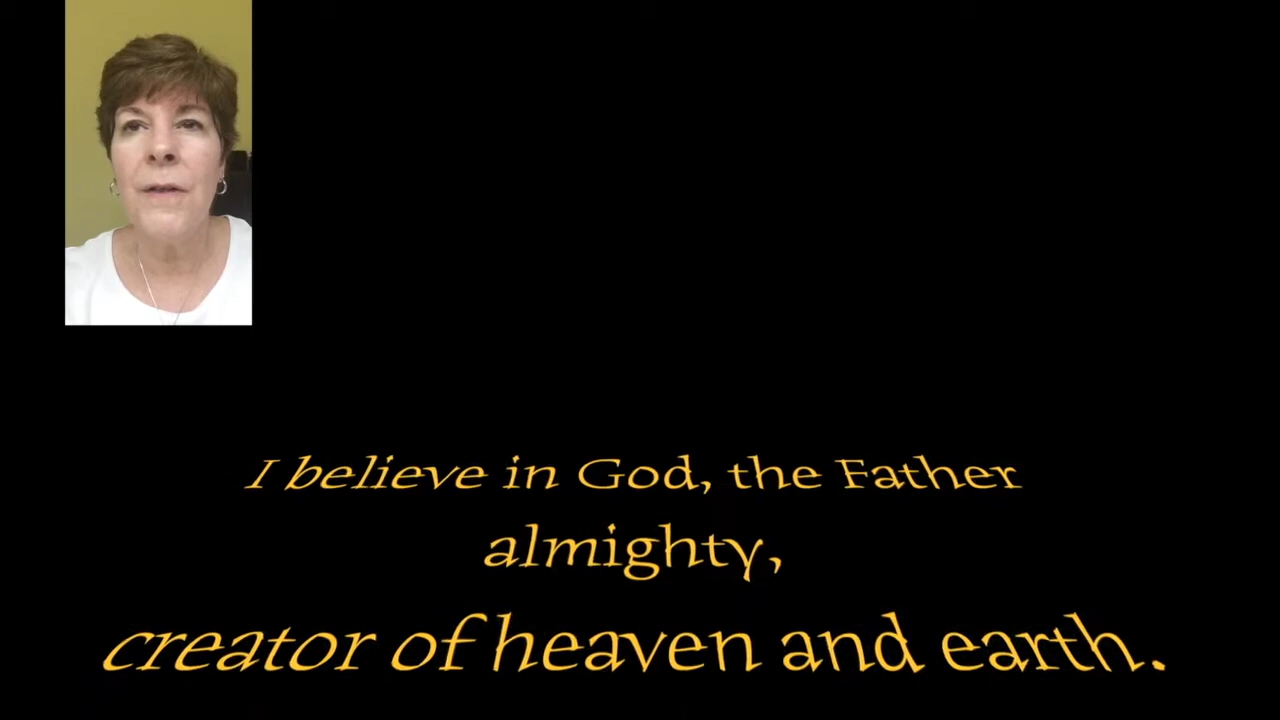 I believe in God, the Father
almighty,
creator of heaven and earth.